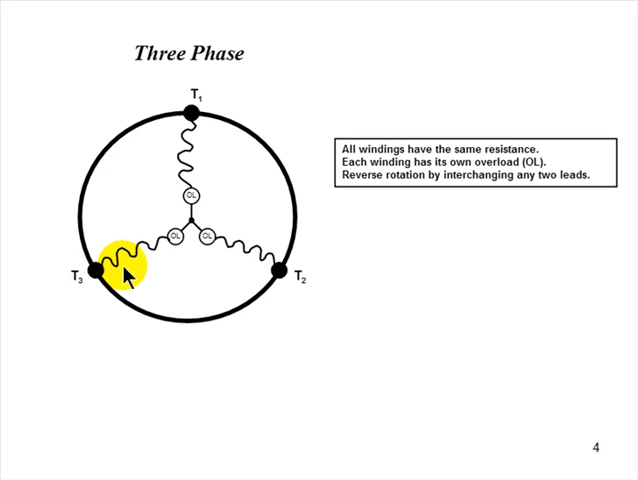 Three Phase
T1
All windings have the same resistance.
Each winding has its own overload (OL).
Reverse rotation by interchanging any two leads.
OL
OL
OL
T3
T2
4